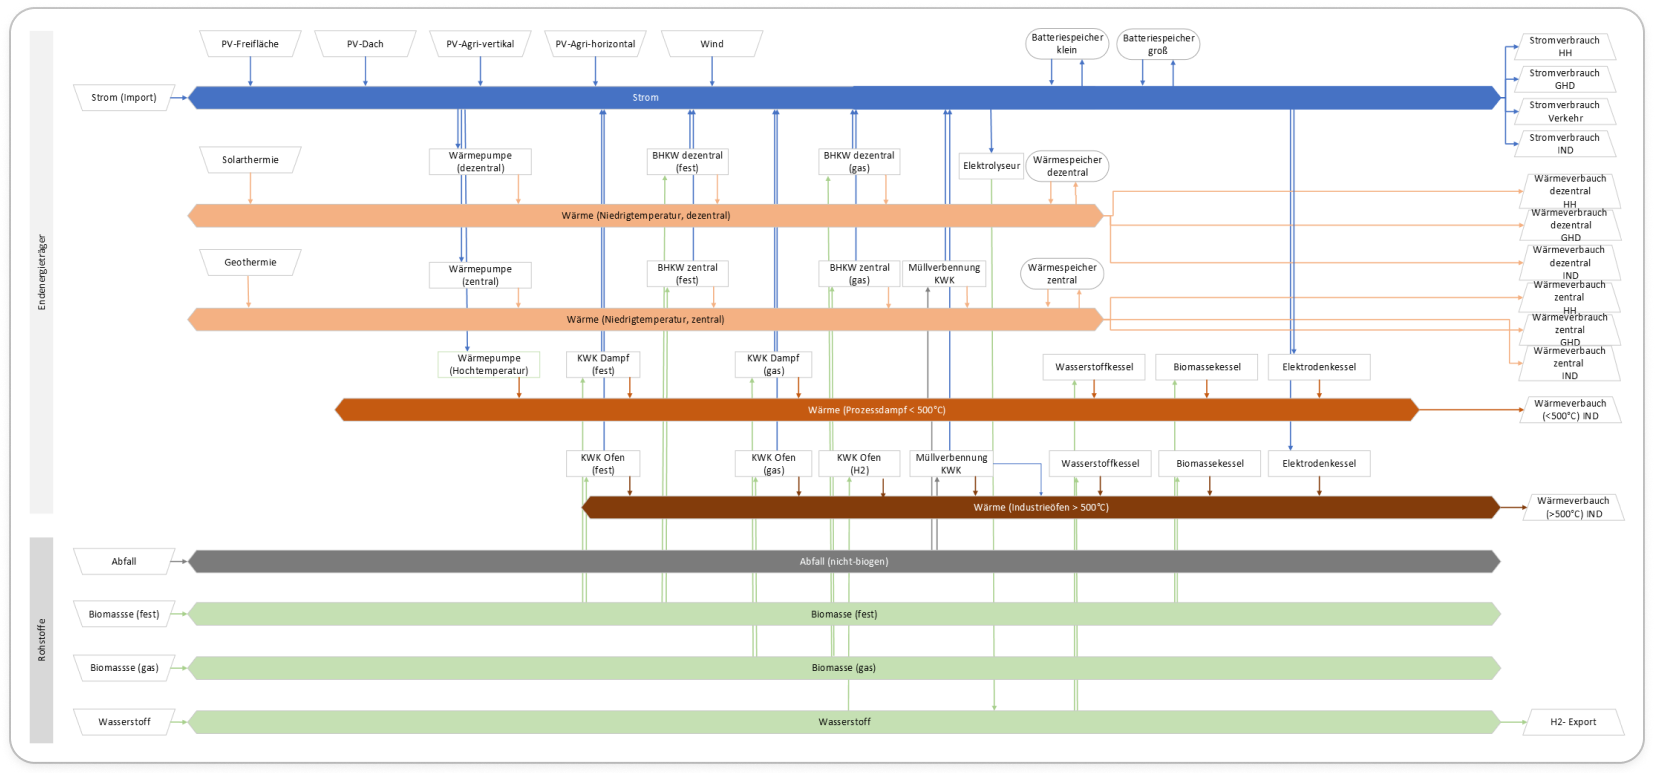 PV-Freifläche
PV-Dach
PV-Agri-vertikal
PV-Agri-horizontal
Wind
Batteriespeicher
klein
Batteriespeicher
groß
Stromverbrauch
HH
Stromverbrauch
GHD
Stromverbrauch
Verkehr
Stromverbrauch
IND
Strom (Import)
Strom
Endenergieträger
Solarthermie
Wärmepumpe
(dezentral)
BHKW dezentral
(fest)
BHKW dezentral
(gas)
Elektrolyseur
Wärmespeicher
dezentral
Wärme (Niedrigtemperatur, dezentral)
Wärmeverbauch
dezentral
HH
Wärmeverbauch
dezentral
GHD
Wärmeverbauch
dezentral
IND
Geothermie
Wärmepumpe
(zentral)
BHKW zentral
(fest)
BHKW zentral
(gas)
Müllverbennung
KWK
Wärmespeicher
zentral
Wärme (Niedrigtemperatur, zentral)
Wärmeverbauch
zentral
HH
Wärmeverbauch
zentral
GHD
Wärmeverbauch
zentral
IND
Wärmepumpe
(Hochtemperatur)
KWK Dampf
(fest)
KWK Dampf
(gas)
Wasserstoffkessel
Biomassekessel
Elektrodenkessel
Wärme (Prozessdampf < 500°C)
Wärmeverbauch
(<500°C) IND
KWK Ofen
(fest)
KWK Ofen
(gas)
KWK Ofen
(H2)
Müllverbennung
KWK
Wasserstoffkessel
Biomassekessel
Elektrodenkessel
Wärme (Industrieöfen > 500°C)
Wärmeverbauch
(>500°C) IND
Rohstoffe
Abfall
Abfall (nicht-biogen)
Biomassse (fest)
Biomasse (fest)
Biomassse (gas)
Biomasse (gas)
Wasserstoff
Wasserstoff
H2- Export